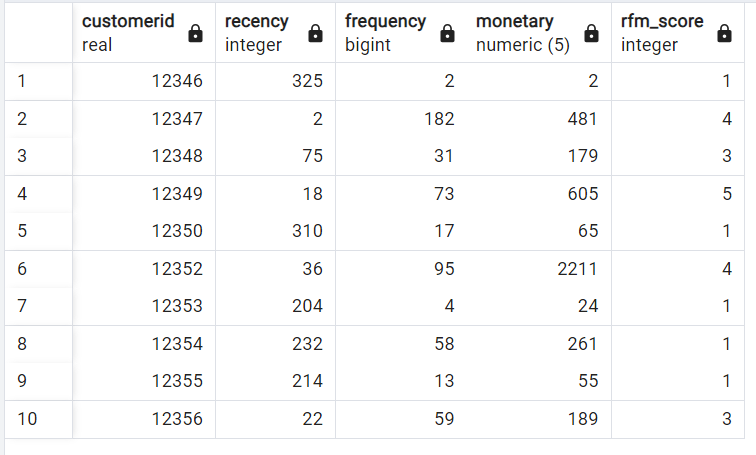 customerid recency frequency monetary rfm_score
real integer bigint numeric (5) integer
1 12346 325 2 2 1
2 12347 2 182 481 4
3 12348 75 31 179 3
4 12349 18 73 605 5
5 12350 310 17 65 1
6 12352 36 95 2211 4
7 12353 204 4 24 1
8 12354 232 58 261 1
9 12355 214 13 55 1
10 12356 22 59 189 3